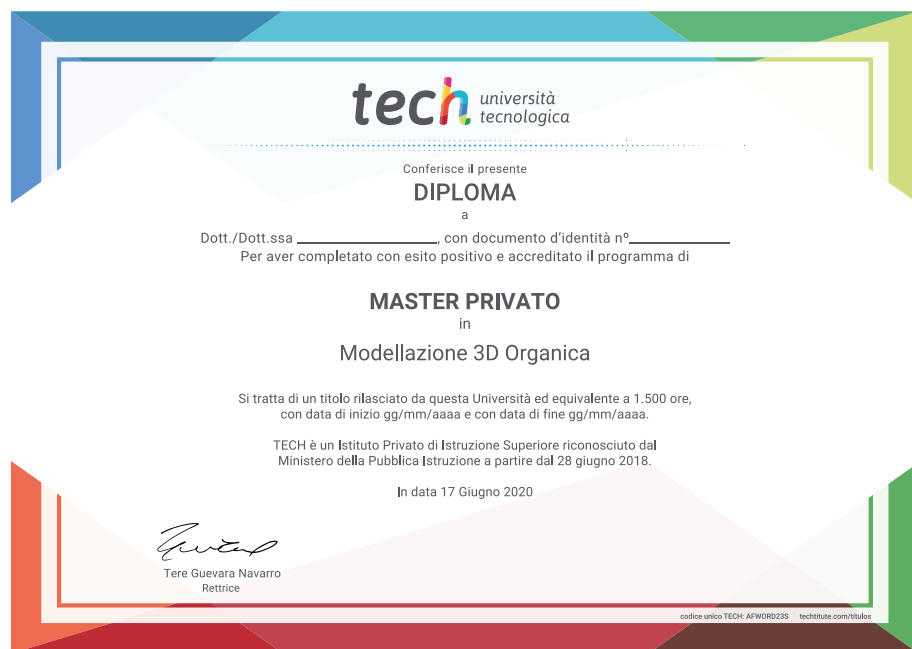 tech università
tecnologica
Conferisce il presente
DIPLOMA
a
Dott./Dott.ssa ________________, con documento d'identità nº____________
Per aver completato con esito positivo e accreditato il programma di
MASTER PRIVATO
in
Modellazione 3D Organica
Si tratta di un titolo rilasciato da questa Università ed equivalente a 1.500 ore,
con data di inizio gg/mm/aaaa e con data di fine gg/mm/aaaa.
TECH è un Istituto Privato di Istruzione Superiore riconosciuto dal
Ministero della Pubblica Istruzione a partire dal 28 giugno 2018.
In data 17 Giugno 2020
Tere Guevara Navarro
Rettrice
codice unico TECH: AFWORD23S techtitute.com/titulos